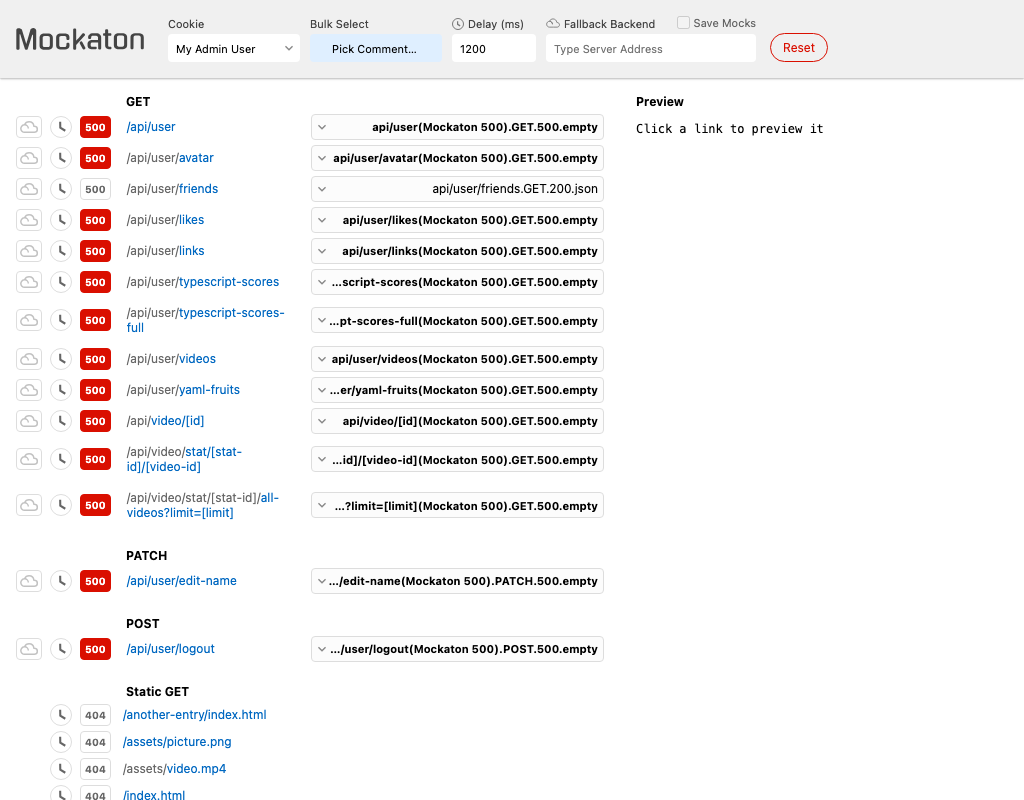 Mockaton
Cookie
My Admin User
Bulk Select
Pick Comment...
Delay (ms)
1200
Fallback Backend
Type Server Address
Save Mocks
Reset
GET
500 /api/user api/user(Mockaton 500).GET.500.empty
500 /api/user/avatar api/user/avatar(Mockaton 500).GET.500.empty
500 /api/user/friends api/user/friends.GET.200.json
500 /api/user/likes api/user/likes(Mockaton 500).GET.500.empty
500 /api/user/links api/user/links(Mockaton 500).GET.500.empty
500 /api/user/typescript-scores ...script-scores(Mockaton 500).GET.500.empty
500 /api/user/typescript-scores-
full ...pt-scores-full(Mockaton 500).GET.500.empty
500 /api/user/videos api/user/videos(Mockaton 500).GET.500.empty
500 /api/user/yaml-fruits ...er/yaml-fruits(Mockaton 500).GET.500.empty
500 /api/video/[id] api/video/[id](Mockaton 500).GET.500.empty
500 /api/video/stat/[stat-
id]/[video-id] ...id]/[video-id](Mockaton 500).GET.500.empty
500 /api/video/stat/[stat-id]/all-
videos?limit=[limit] ...?limit=[limit](Mockaton 500).GET.500.empty
PATCH
500 /api/user/edit-name .../edit-name(Mockaton 500).PATCH.500.empty
POST
500 /api/user/logout .../user/logout(Mockaton 500).POST.500.empty
Static GET
404 /another-entry/index.html
404 /assets/picture.png
404 /assets/video.mp4
404 /index.html
Preview
Click a link to preview it